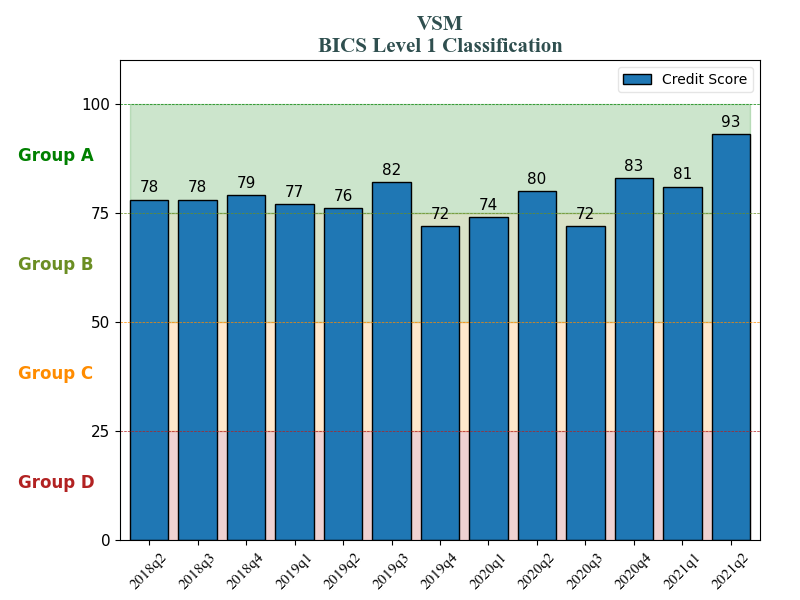 VSM
BICS Level 1 Classification
Credit Score
100
75
50
25
0
Group A
Group B
Group C
Group D
78
78
79
77
76
82
72
74
80
72
83
81
93
2018q2
2018q3
2018q4
2019q1
2019q2
2019q3
2019q4
2020q1
2020q2
2020q3
2020q4
2021q1
2021q2